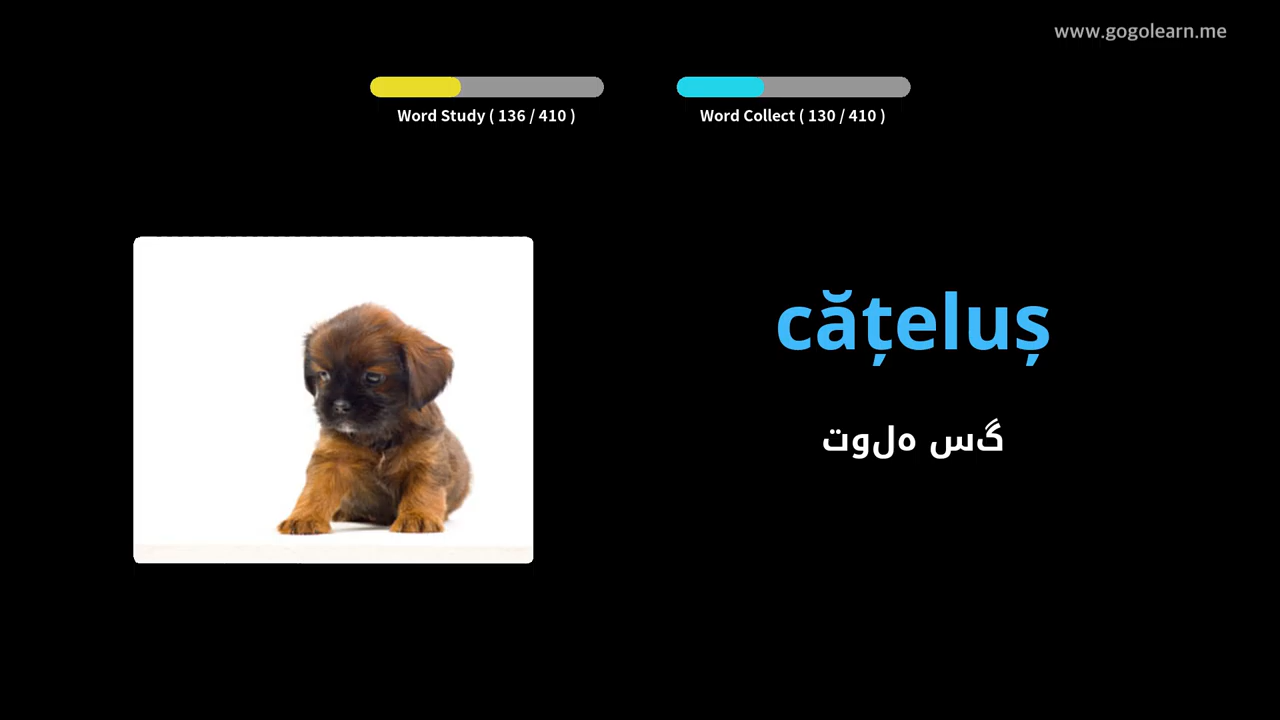 www.gogolearn.me
Word Study ( 136 / 410 )
Word Collect ( 130 / 410 )
cățeluș
گس هلوت